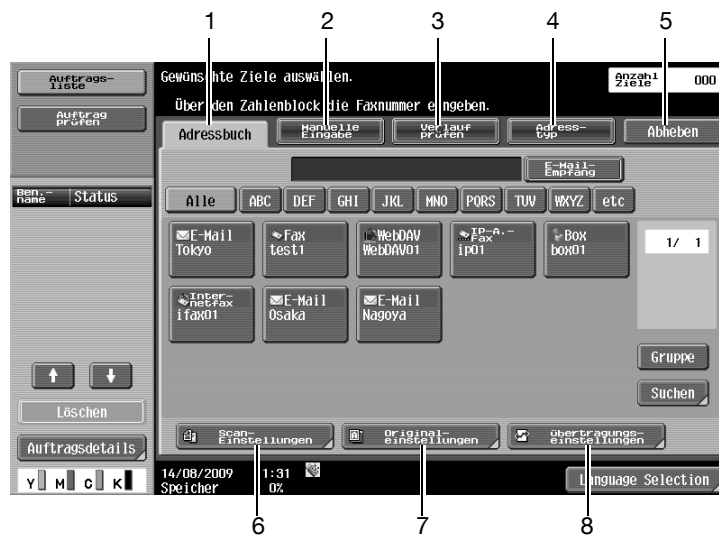 1 2 3 4 5
Auftrags-
liste
Auftrag
prüfen
Gewünschte Ziele auswählen.
Über den Zahlenblock die Faxnummer eingeben.
Anzahl
Ziele
000
Adressbuch
Manuelle
Eingabe
Verlauf
prüfen
Adress-
typ
Abheben
E-Mail-
Empfang
Ben.-
name
Status
Alle ABC DEF GHI JKL MNO PQRS TUV WXYZ etc
E-Mail
Tokyo
Fax
test1
WebDAV
WebDAV01
IP-A.-
Fax
ip01
Box
box01
1/ 1
Inter-
netfax
ifax01
E-Mail
Osaka
E-Mail
Nagoya
Gruppe
Suchen
Löschen
Auftragsdetails
Scan-
Einstellungen
Original-
einstellungen
übertragungs-
einstellungen
Y M C K
14/08/2009 1:31
Speicher 0%
Language Selection
6 7 8